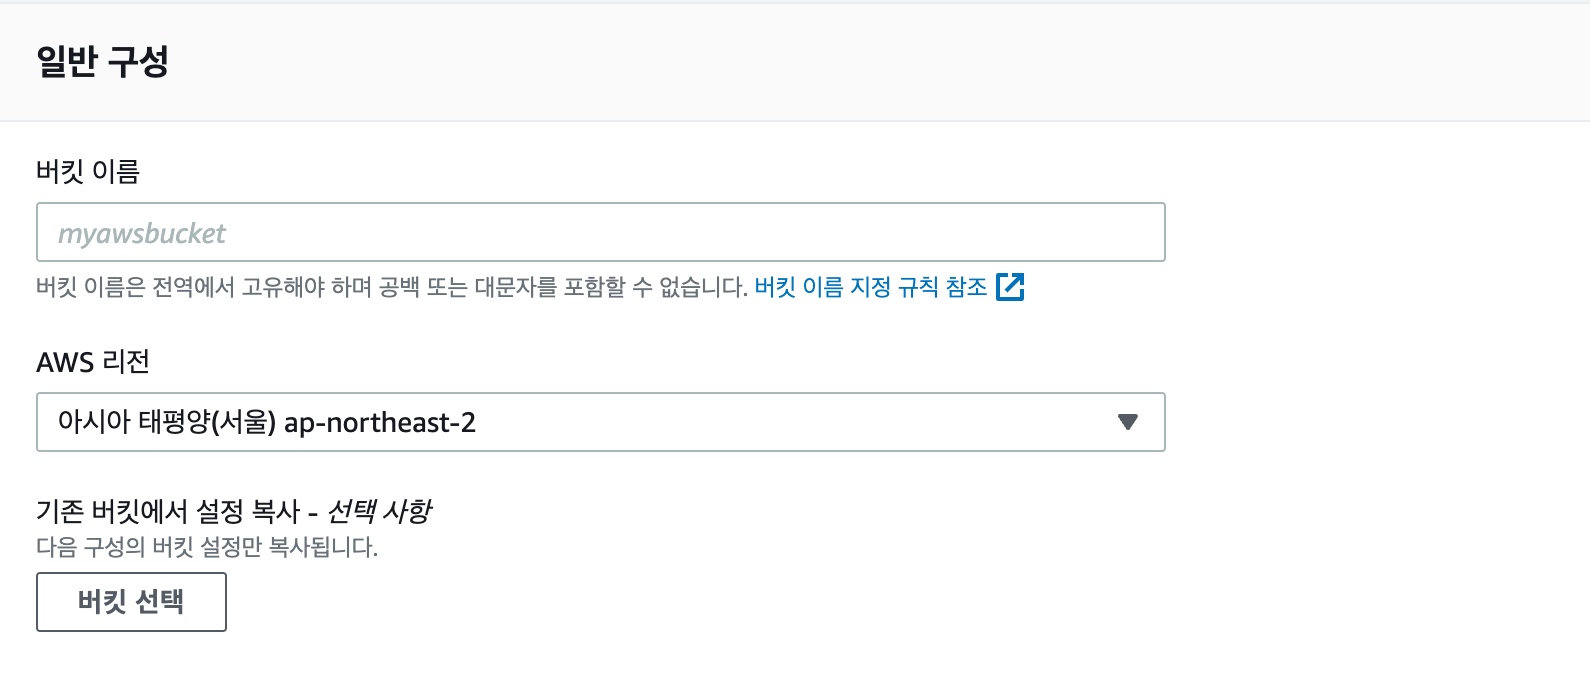 일반 구성
버킷 이름
myawsbucket
버킷 이름은 전역에서 고유해야 하며 공백 또는 대문자를 포함할 수 없습니다. 버킷 이름 지정 규칙 참조
AWS 리전
아시아 태평양(서울) ap-northeast-2
기존 버킷에서 설정 복사 - 선택 사항
다음 구성의 버킷 설정만 복사됩니다.
버킷 선택